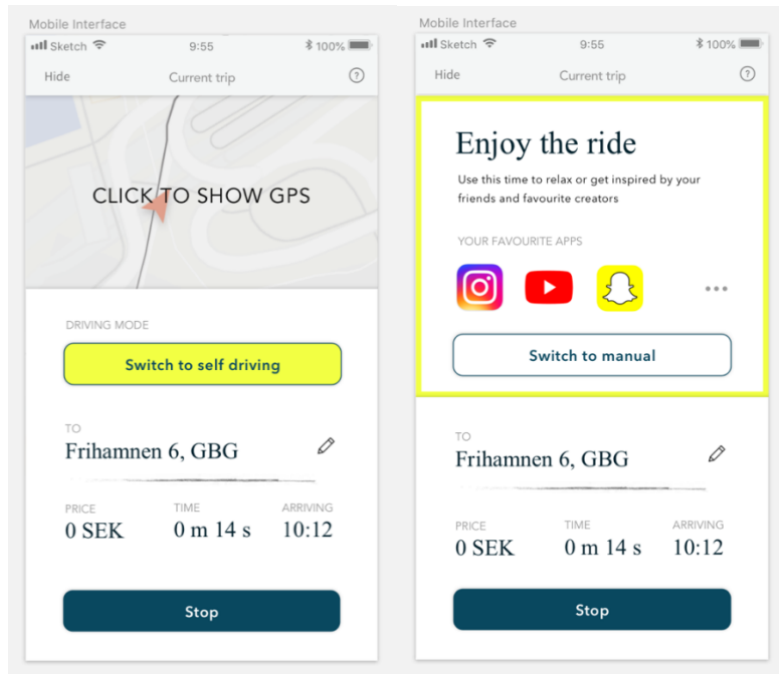 Mobile Interface
Sketch 9:55 100%
Hide Current trip ?
CLICK TO SHOW GPS
DRIVING MODE
Switch to self driving
TO
Frihamnen 6, GBG
PRICE TIME ARRIVING
0 SEK 0 m 14 s 10:12
Stop
Mobile Interface
Sketch 9:55 100%
Hide Current trip ?
Enjoy the ride
Use this time to relax or get inspired by your
friends and favourite creators
YOUR FAVOURITE APPS
Switch to manual
TO
Frihamnen 6, GBG
PRICE TIME ARRIVING
0 SEK 0 m 14 s 10:12
Stop